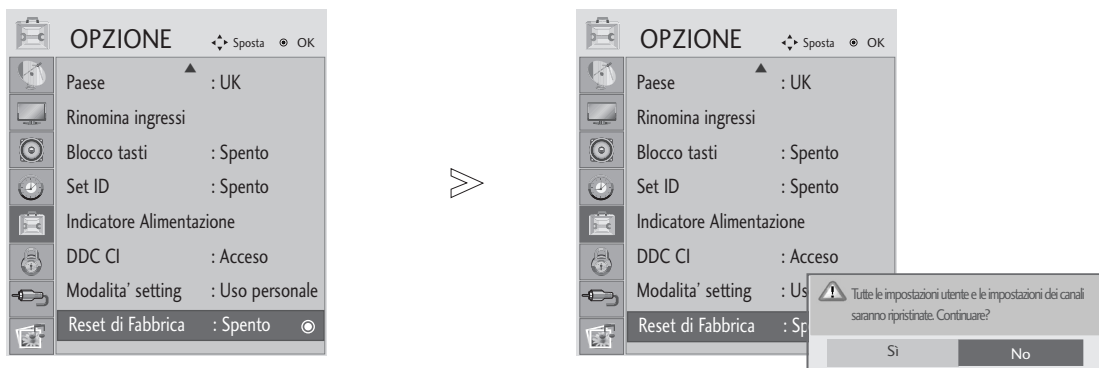 OPZIONE Sposta OK
Paese : UK
Rinomina ingressi
Blocco tasti : Spento
Set ID : Spento
Indicatore Alimentazione
DDC CI : Acceso
Modalita' setting : Uso personale
Reset di Fabbrica : Spento
OPZIONE Sposta OK
Paese : UK
Rinomina ingressi
Blocco tasti : Spento
Set ID : Spento
Indicatore Alimentazione
DDC CI : Acceso
Modalita' setting : Us
Reset di Fabbrica : Sp
Tutte le impostazioni utente e le impostazioni dei canali
saranno ripristinate. Continuare?
Sì No